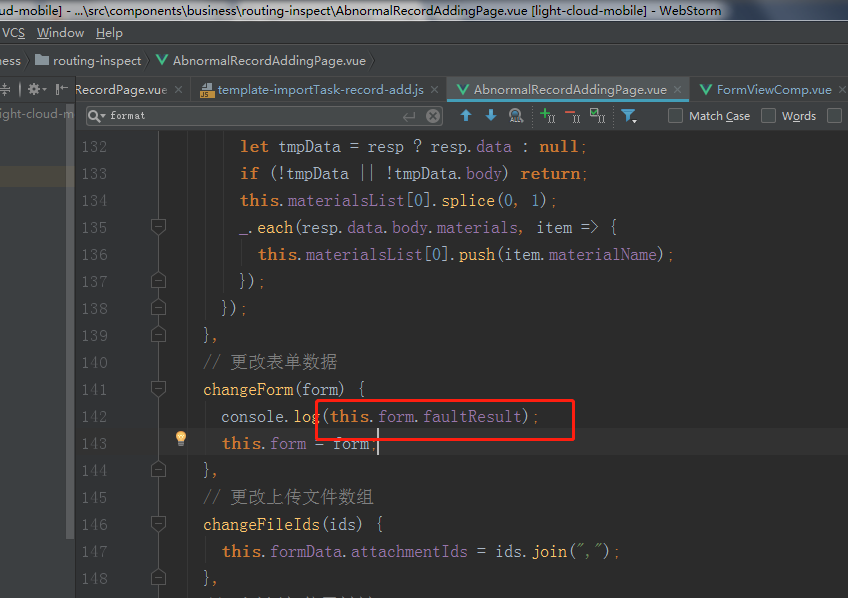 oud-mobile] - ...\src\components\business\routing-inspect\AbnormalRecordAddingPage.vue [light-cloud-mobile] - WebStorm
VCS Window Help
ess routing-inspect AbnormalRecordAddingPage.vue
RecordPage.vue template-importTask-record-add.js AbnormalRecordAddingPage.vue FormViewComp.vue
ight-cloud-m format Match Case Words
132 let tmpData = resp ? resp.data : null;
133 if (!tmpData || !tmpData.body) return;
134 this.materialsList[0].splice(0, 1);
135 _.each(resp.data.body.materials, item => {
136 this.materialsList[0].push(item.materialName);
137 });
138 });
139 },
140 // 更改表单数据
141 changeForm(form) {
142 console.log(this.form.faultResult);
143 this.form = form;
144 },
145 // 更改上传文件数组
146 changeFileIds(ids) {
147 this.formData.attachmentIds = ids.join(",");
148 },